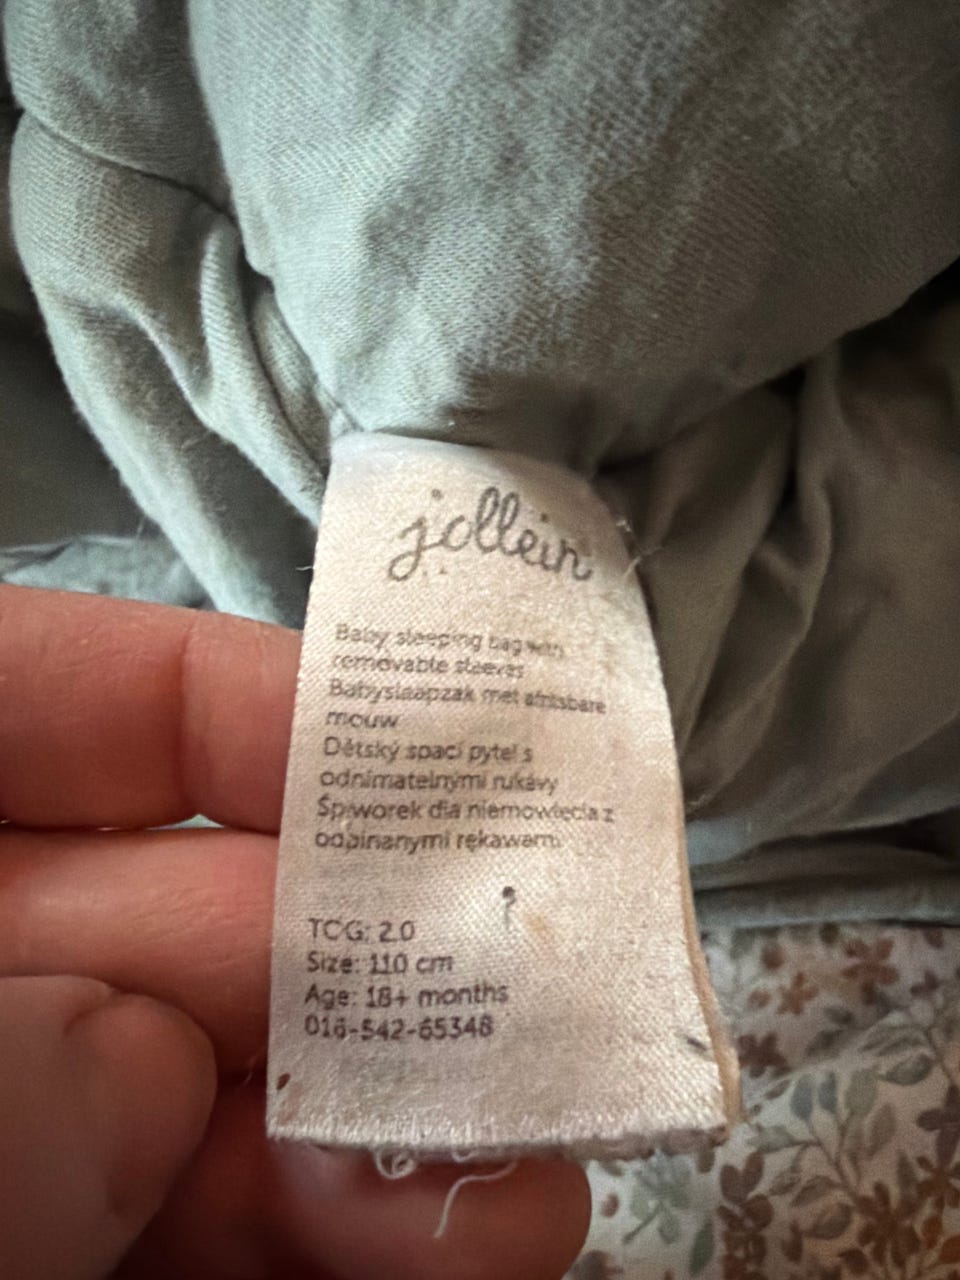 jollein
Baby sleeping bag with
removable sleeves
Babyslaapzak met afritsbare
mouw
Dětský spací pytel s
odnímatelnými rukávy
Śpiworek dla niemowlęcia z
odpinanymi rękawami
TOG: 2.0
Size: 110 cm
Age: 18+ months
016-542-65348